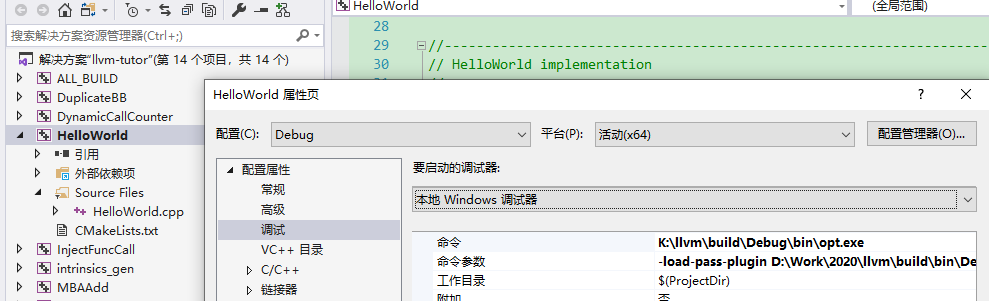 HelloWorld
(全局范围)
搜索解决方案资源管理器(Ctrl+;)
解决方案"llvm-tutor"(第 14 个项目，共 14 个)
ALL_BUILD
DuplicateBB
DynamicCallCounter
HelloWorld
引用
外部依赖项
Source Files
HelloWorld.cpp
CMakeLists.txt
InjectFuncCall
intrinsics_gen
MBAAdd
28
29 //------------------------------------------------------------------------
30 // HelloWorld implementation
HelloWorld 属性页
配置(C): Debug 平台(P): 活动(x64) 配置管理器(O)...
配置属性
常规
高级
调试
VC++ 目录
C/C++
链接器
要启动的调试器:
本地 Windows 调试器
命令 K:\llvm\build\Debug\bin\opt.exe
命令参数 -load-pass-plugin D:\Work\2020\llvm\build\bin\De
工作目录 $(ProjectDir)
附加 否